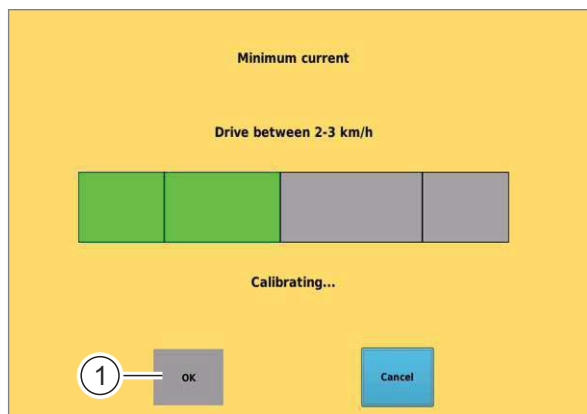 Minimum current
Drive between 2-3 km/h
Calibrating...
1
OK
Cancel